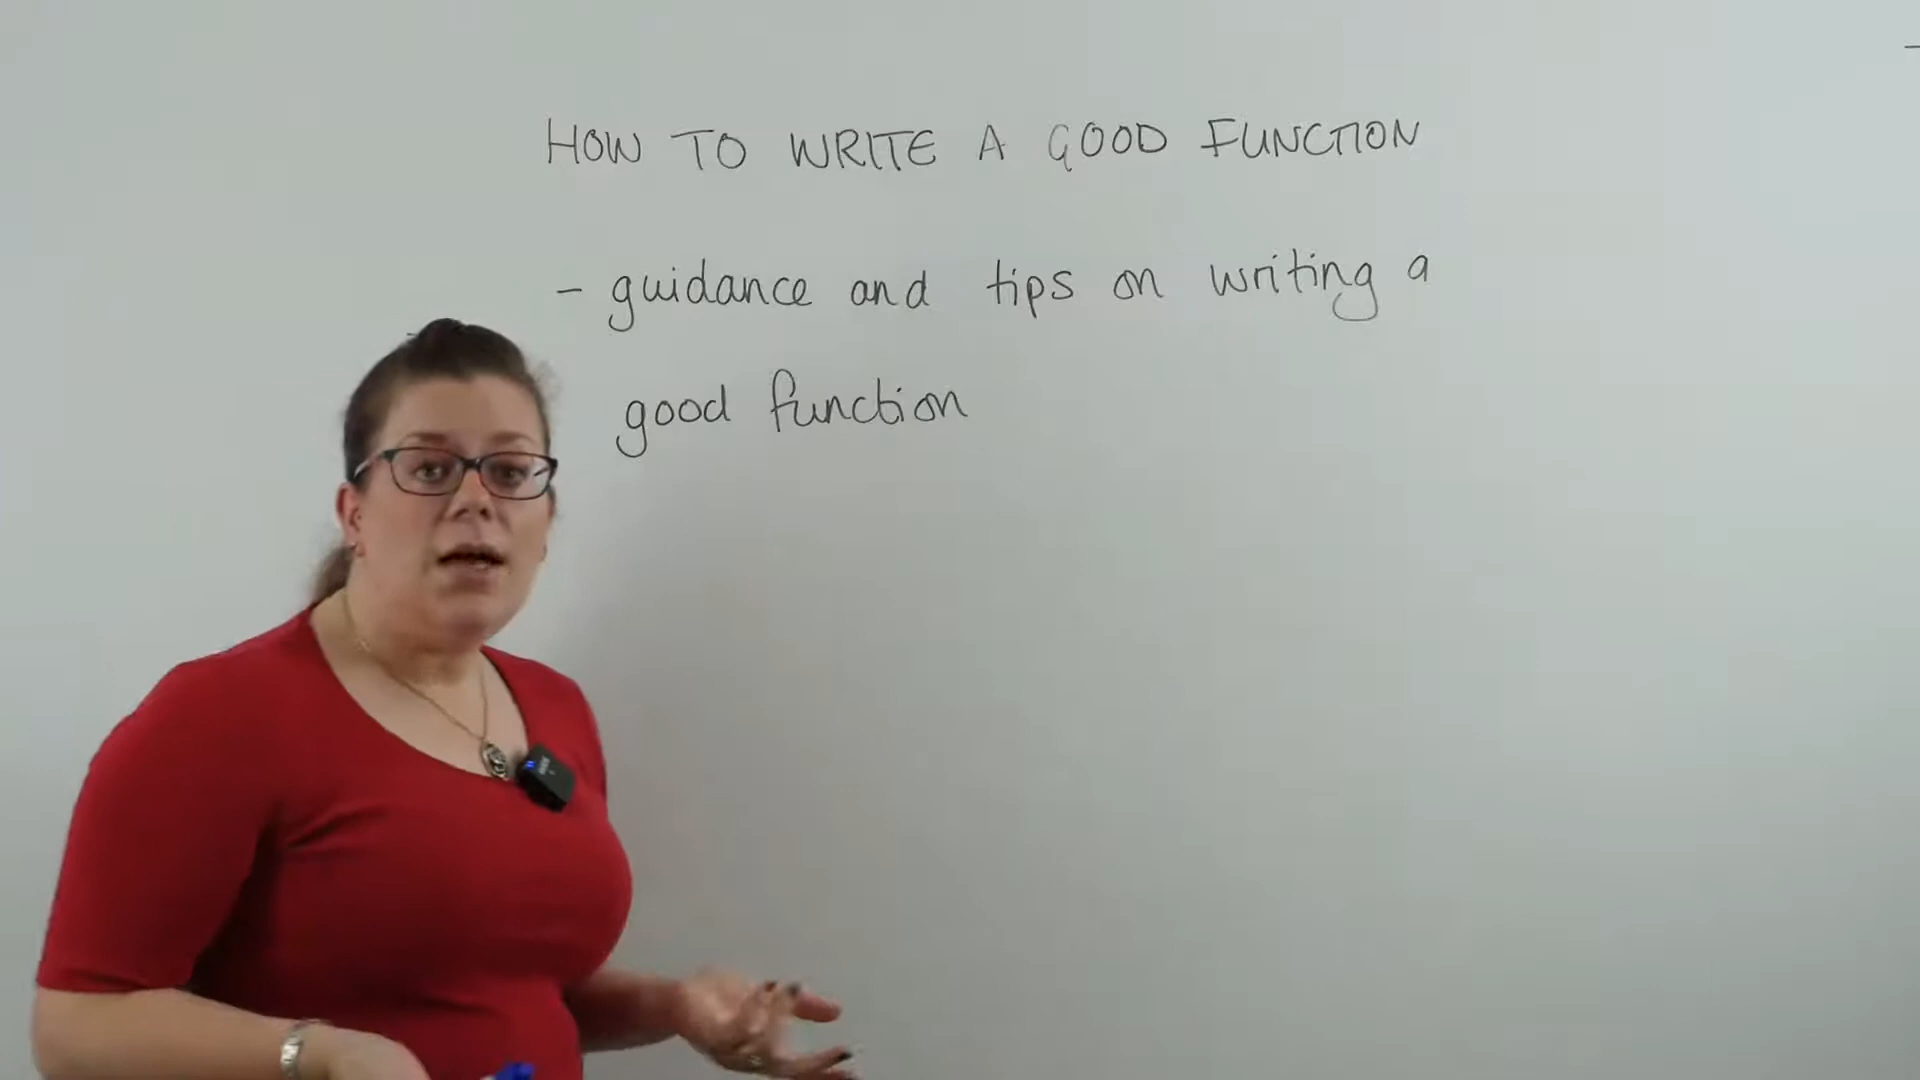 HOW TO WRITE A GOOD FUNCTION
- guidance and tips on writing a
good function